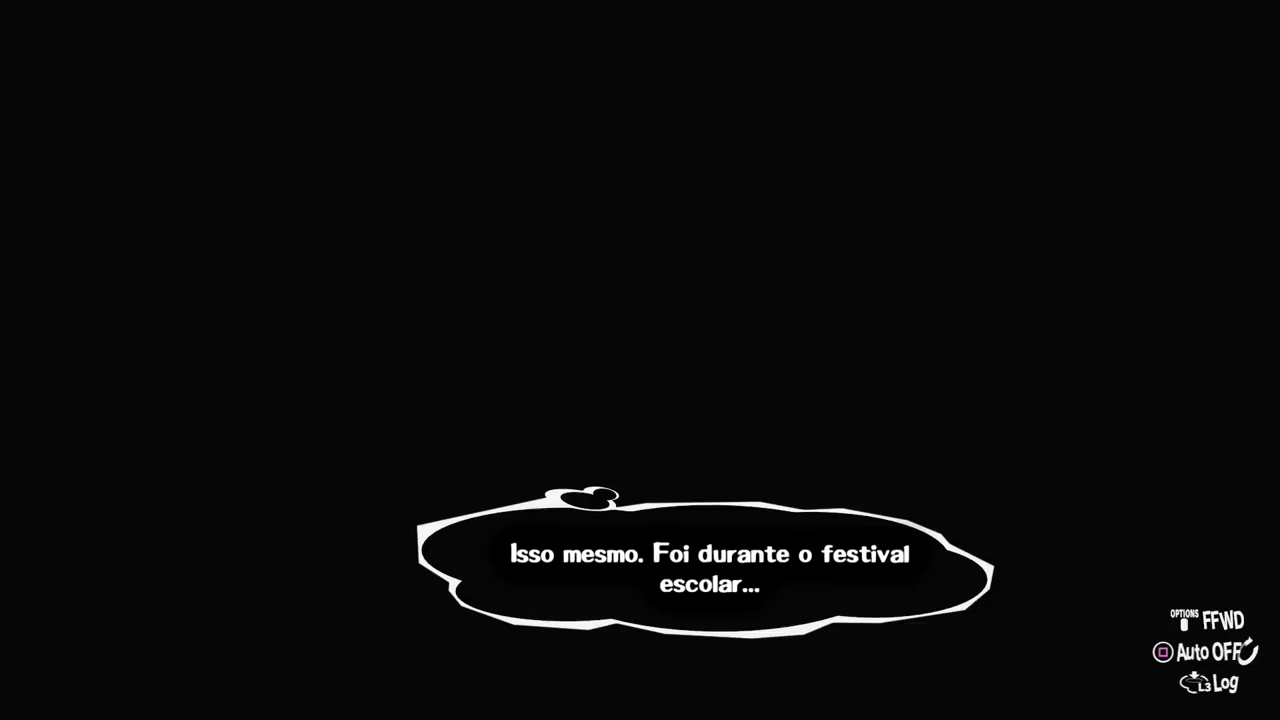 Isso mesmo. Foi durante o festival
escolar...
OPTIONS FFWD
Auto OFF
L3 Log